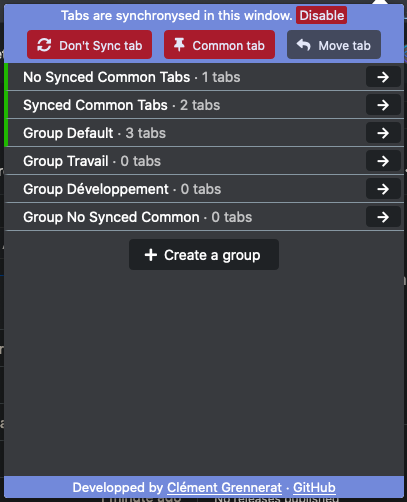 Tabs are synchronysed in this window. Disable
Don't Sync tab
Common tab
Move tab
No Synced Common Tabs · 1 tabs
Synced Common Tabs · 2 tabs
Group Default · 3 tabs
Group Travail · 0 tabs
Group Développement · 0 tabs
Group No Synced Common · 0 tabs
Create a group
Developped by Clément Grennerat · GitHub